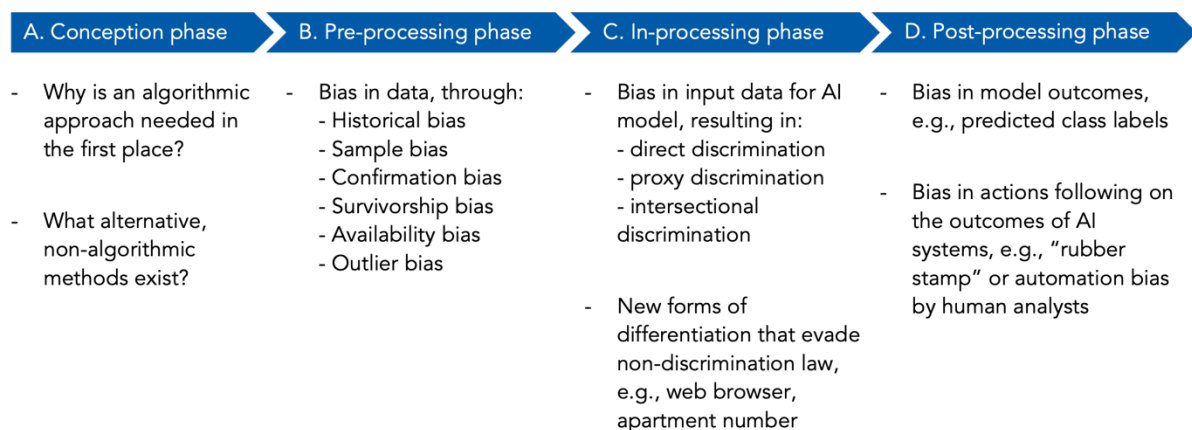 A. Conception phase
B. Pre-processing phase
C. In-processing phase
D. Post-processing phase
- Why is an algorithmic
approach needed in
the first place?
- What alternative,
non-algorithmic
methods exist?
- Bias in data, through:
- Historical bias
- Sample bias
- Confirmation bias
- Survivorship bias
- Availability bias
- Outlier bias
- Bias in input data for AI
model, resulting in:
- direct discrimination
- proxy discrimination
- intersectional
discrimination
- New forms of
differentiation that evade
non-discrimination law,
e.g., web browser,
apartment number
- Bias in model outcomes,
e.g., predicted class labels
- Bias in actions following on
the outcomes of AI
systems, e.g., “rubber
stamp” or automation bias
by human analysts